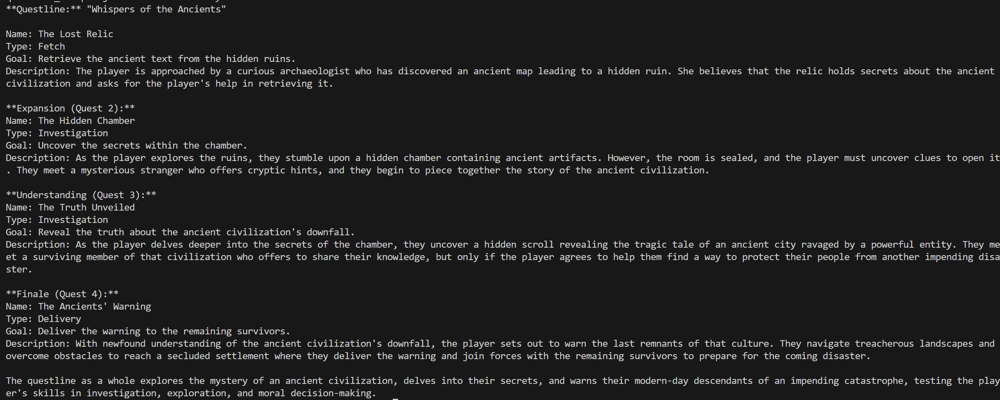 **Questline:** "Whispers of the Ancients"
Name: The Lost Relic
Type: Fetch
Goal: Retrieve the ancient text from the hidden ruins.
Description: The player is approached by a curious archaeologist who has discovered an ancient map leading to a hidden ruin. She believes that the relic holds secrets about the ancient
civilization and asks for the player's help in retrieving it.
**Expansion (Quest 2):**
Name: The Hidden Chamber
Type: Investigation
Goal: Uncover the secrets within the chamber.
Description: As the player explores the ruins, they stumble upon a hidden chamber containing ancient artifacts. However, the room is sealed, and the player must uncover clues to open it
. They meet a mysterious stranger who offers cryptic hints, and they begin to piece together the story of the ancient civilization.
**Understanding (Quest 3):**
Name: The Truth Unveiled
Type: Investigation
Goal: Reveal the truth about the ancient civilization's downfall.
Description: As the player delves deeper into the secrets of the chamber, they uncover a hidden scroll revealing the tragic tale of an ancient city ravaged by a powerful entity. They me
et a surviving member of that civilization who offers to share their knowledge, but only if the player agrees to help them find a way to protect their people from another impending disa
ster.
**Finale (Quest 4):**
Name: The Ancients' Warning
Type: Delivery
Goal: Deliver the warning to the remaining survivors.
Description: With newfound understanding of the ancient civilization's downfall, the player sets out to warn the last remnants of that culture. They navigate treacherous landscapes and
overcome obstacles to reach a secluded settlement where they deliver the warning and join forces with the remaining survivors to prepare for the coming disaster.
The questline as a whole explores the mystery of an ancient civilization, delves into their secrets, and warns their modern-day descendants of an impending catastrophe, testing the play
er's skills in investigation, exploration, and moral decision-making.